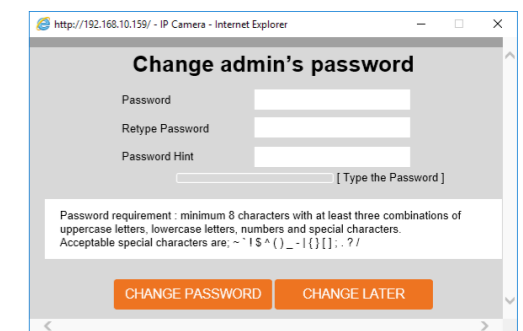 http://192.168.10.159/ - IP Camera - Internet Explorer
Change admin's password
Password
Retype Password
Password Hint
[ Type the Password ]
Password requirement : minimum 8 characters with at least three combinations of
uppercase letters, lowercase letters, numbers and special characters.
Acceptable special characters are; ~ ` ! $ ^ ( ) _ - | { } [ ] ; . ? /
CHANGE PASSWORD
CHANGE LATER